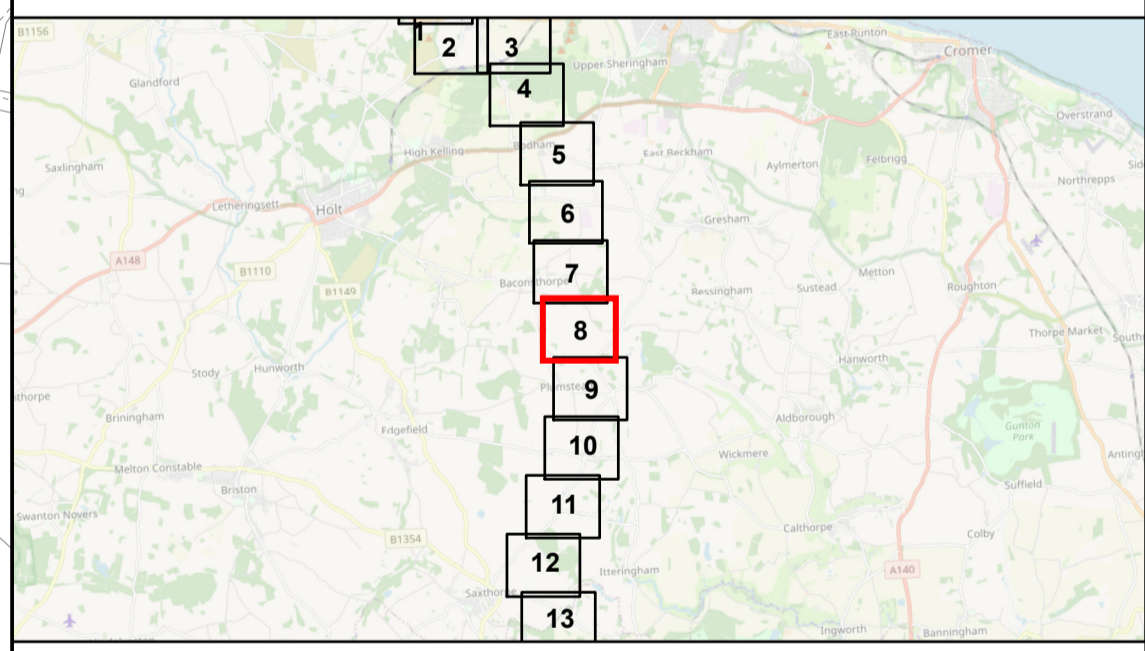 B1156
1
2
3
East Runton
Cromer
Upper Sheringham
Glandford
4
Overstrand
High Kelling
Bodham
5
East Beckham
Aylmerton
Felbrigg
Saxlingham
Northrepps
Letheringsett
Holt
6
Gresham
A148
B1110
7
Metton
Baconsthorpe
Bessingham
Sustead
Roughton
B1149
8
Thorpe Market
Hanworth
Stody
Hunworth
9
Briningham
Aldborough
Edgefield
Gunton
Park
10
Wickmere
Melton Constable
Briston
Suffield
11
Swanton Novers
Calthorpe
Colby
B1354
12
Itteringham
A140
13
Ingworth
Banningham